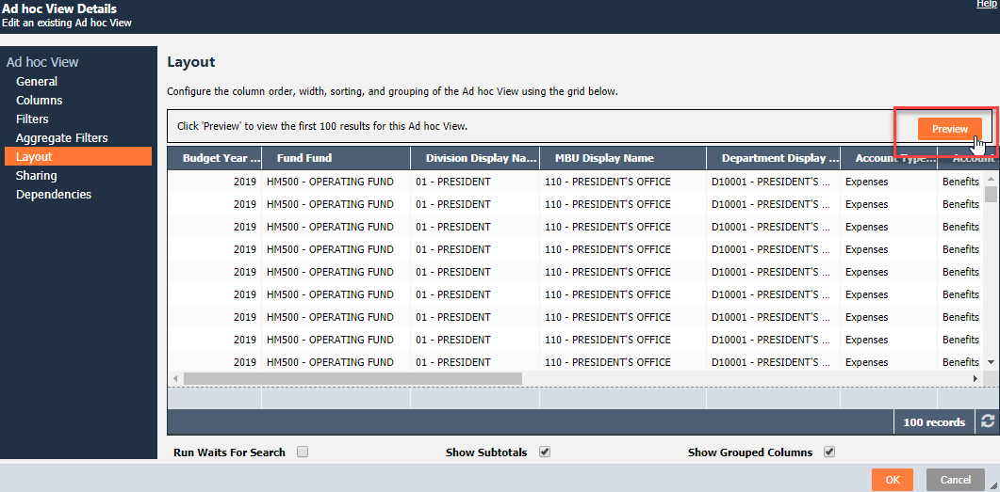 Ad hoc View Details
Help
Edit an existing Ad hoc View
Ad hoc View
General
Columns
Filters
Aggregate Filters
Layout
Sharing
Dependencies
Layout
Configure the column order, width, sorting, and grouping of the Ad hoc View using the grid below.
Click 'Preview' to view the first 100 results for this Ad hoc View.
Preview
Budget Year ... Fund Fund Division Display Na... MBU Display Name Department Display ... Account Type... Account
2019 HM500 - OPERATING FUND 01 - PRESIDENT 110 - PRESIDENT'S OFFICE D10001 - PRESIDENT'S ... Expenses Benefits
2019 HM500 - OPERATING FUND 01 - PRESIDENT 110 - PRESIDENT'S OFFICE D10001 - PRESIDENT'S ... Expenses Benefits
2019 HM500 - OPERATING FUND 01 - PRESIDENT 110 - PRESIDENT'S OFFICE D10001 - PRESIDENT'S ... Expenses Benefits
2019 HM500 - OPERATING FUND 01 - PRESIDENT 110 - PRESIDENT'S OFFICE D10001 - PRESIDENT'S ... Expenses Benefits
2019 HM500 - OPERATING FUND 01 - PRESIDENT 110 - PRESIDENT'S OFFICE D10001 - PRESIDENT'S ... Expenses Benefits
2019 HM500 - OPERATING FUND 01 - PRESIDENT 110 - PRESIDENT'S OFFICE D10001 - PRESIDENT'S ... Expenses Benefits
2019 HM500 - OPERATING FUND 01 - PRESIDENT 110 - PRESIDENT'S OFFICE D10001 - PRESIDENT'S ... Expenses Benefits
2019 HM500 - OPERATING FUND 01 - PRESIDENT 110 - PRESIDENT'S OFFICE D10001 - PRESIDENT'S ... Expenses Benefits
2019 HM500 - OPERATING FUND 01 - PRESIDENT 110 - PRESIDENT'S OFFICE D10001 - PRESIDENT'S ... Expenses Benefits
100 records
Run Waits For Search Show Subtotals Show Grouped Columns
OK Cancel